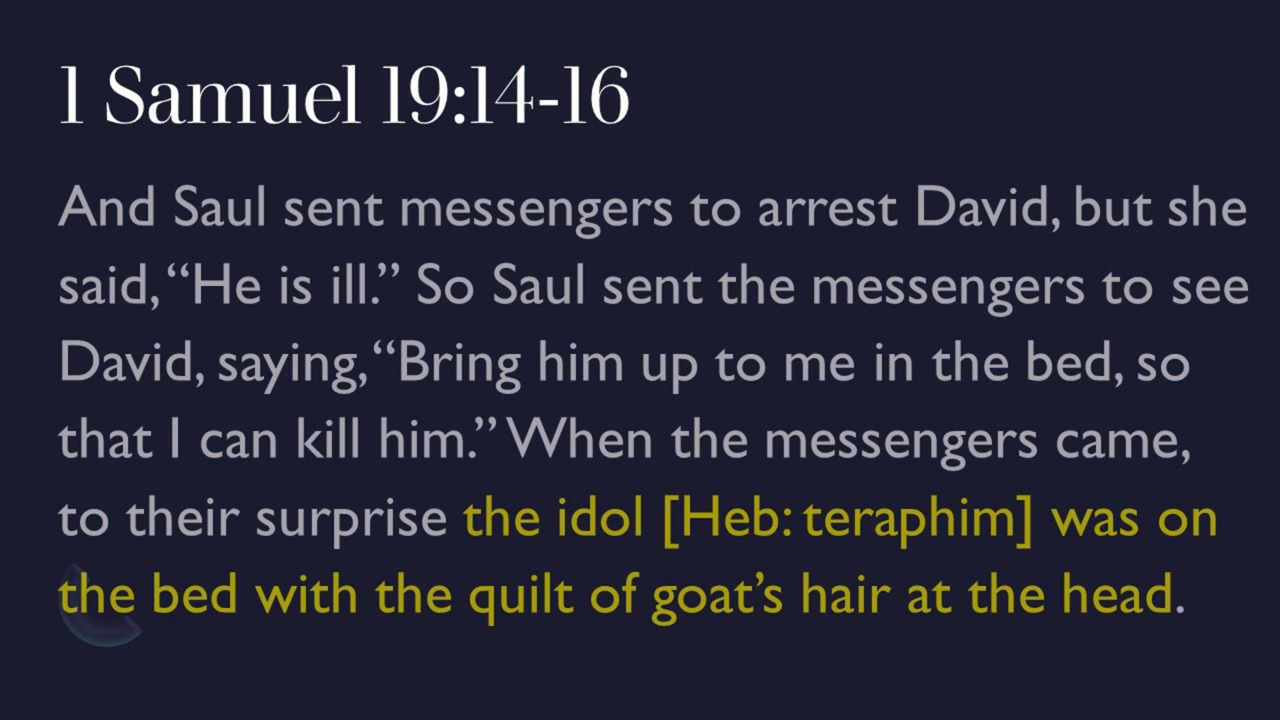 1 Samuel 19:14-16
And Saul sent messengers to arrest David, but she
said, “He is ill.” So Saul sent the messengers to see
David, saying, “Bring him up to me in the bed, so
that I can kill him.” When the messengers came,
to their surprise the idol [Heb: teraphim] was on
the bed with the quilt of goat’s hair at the head.